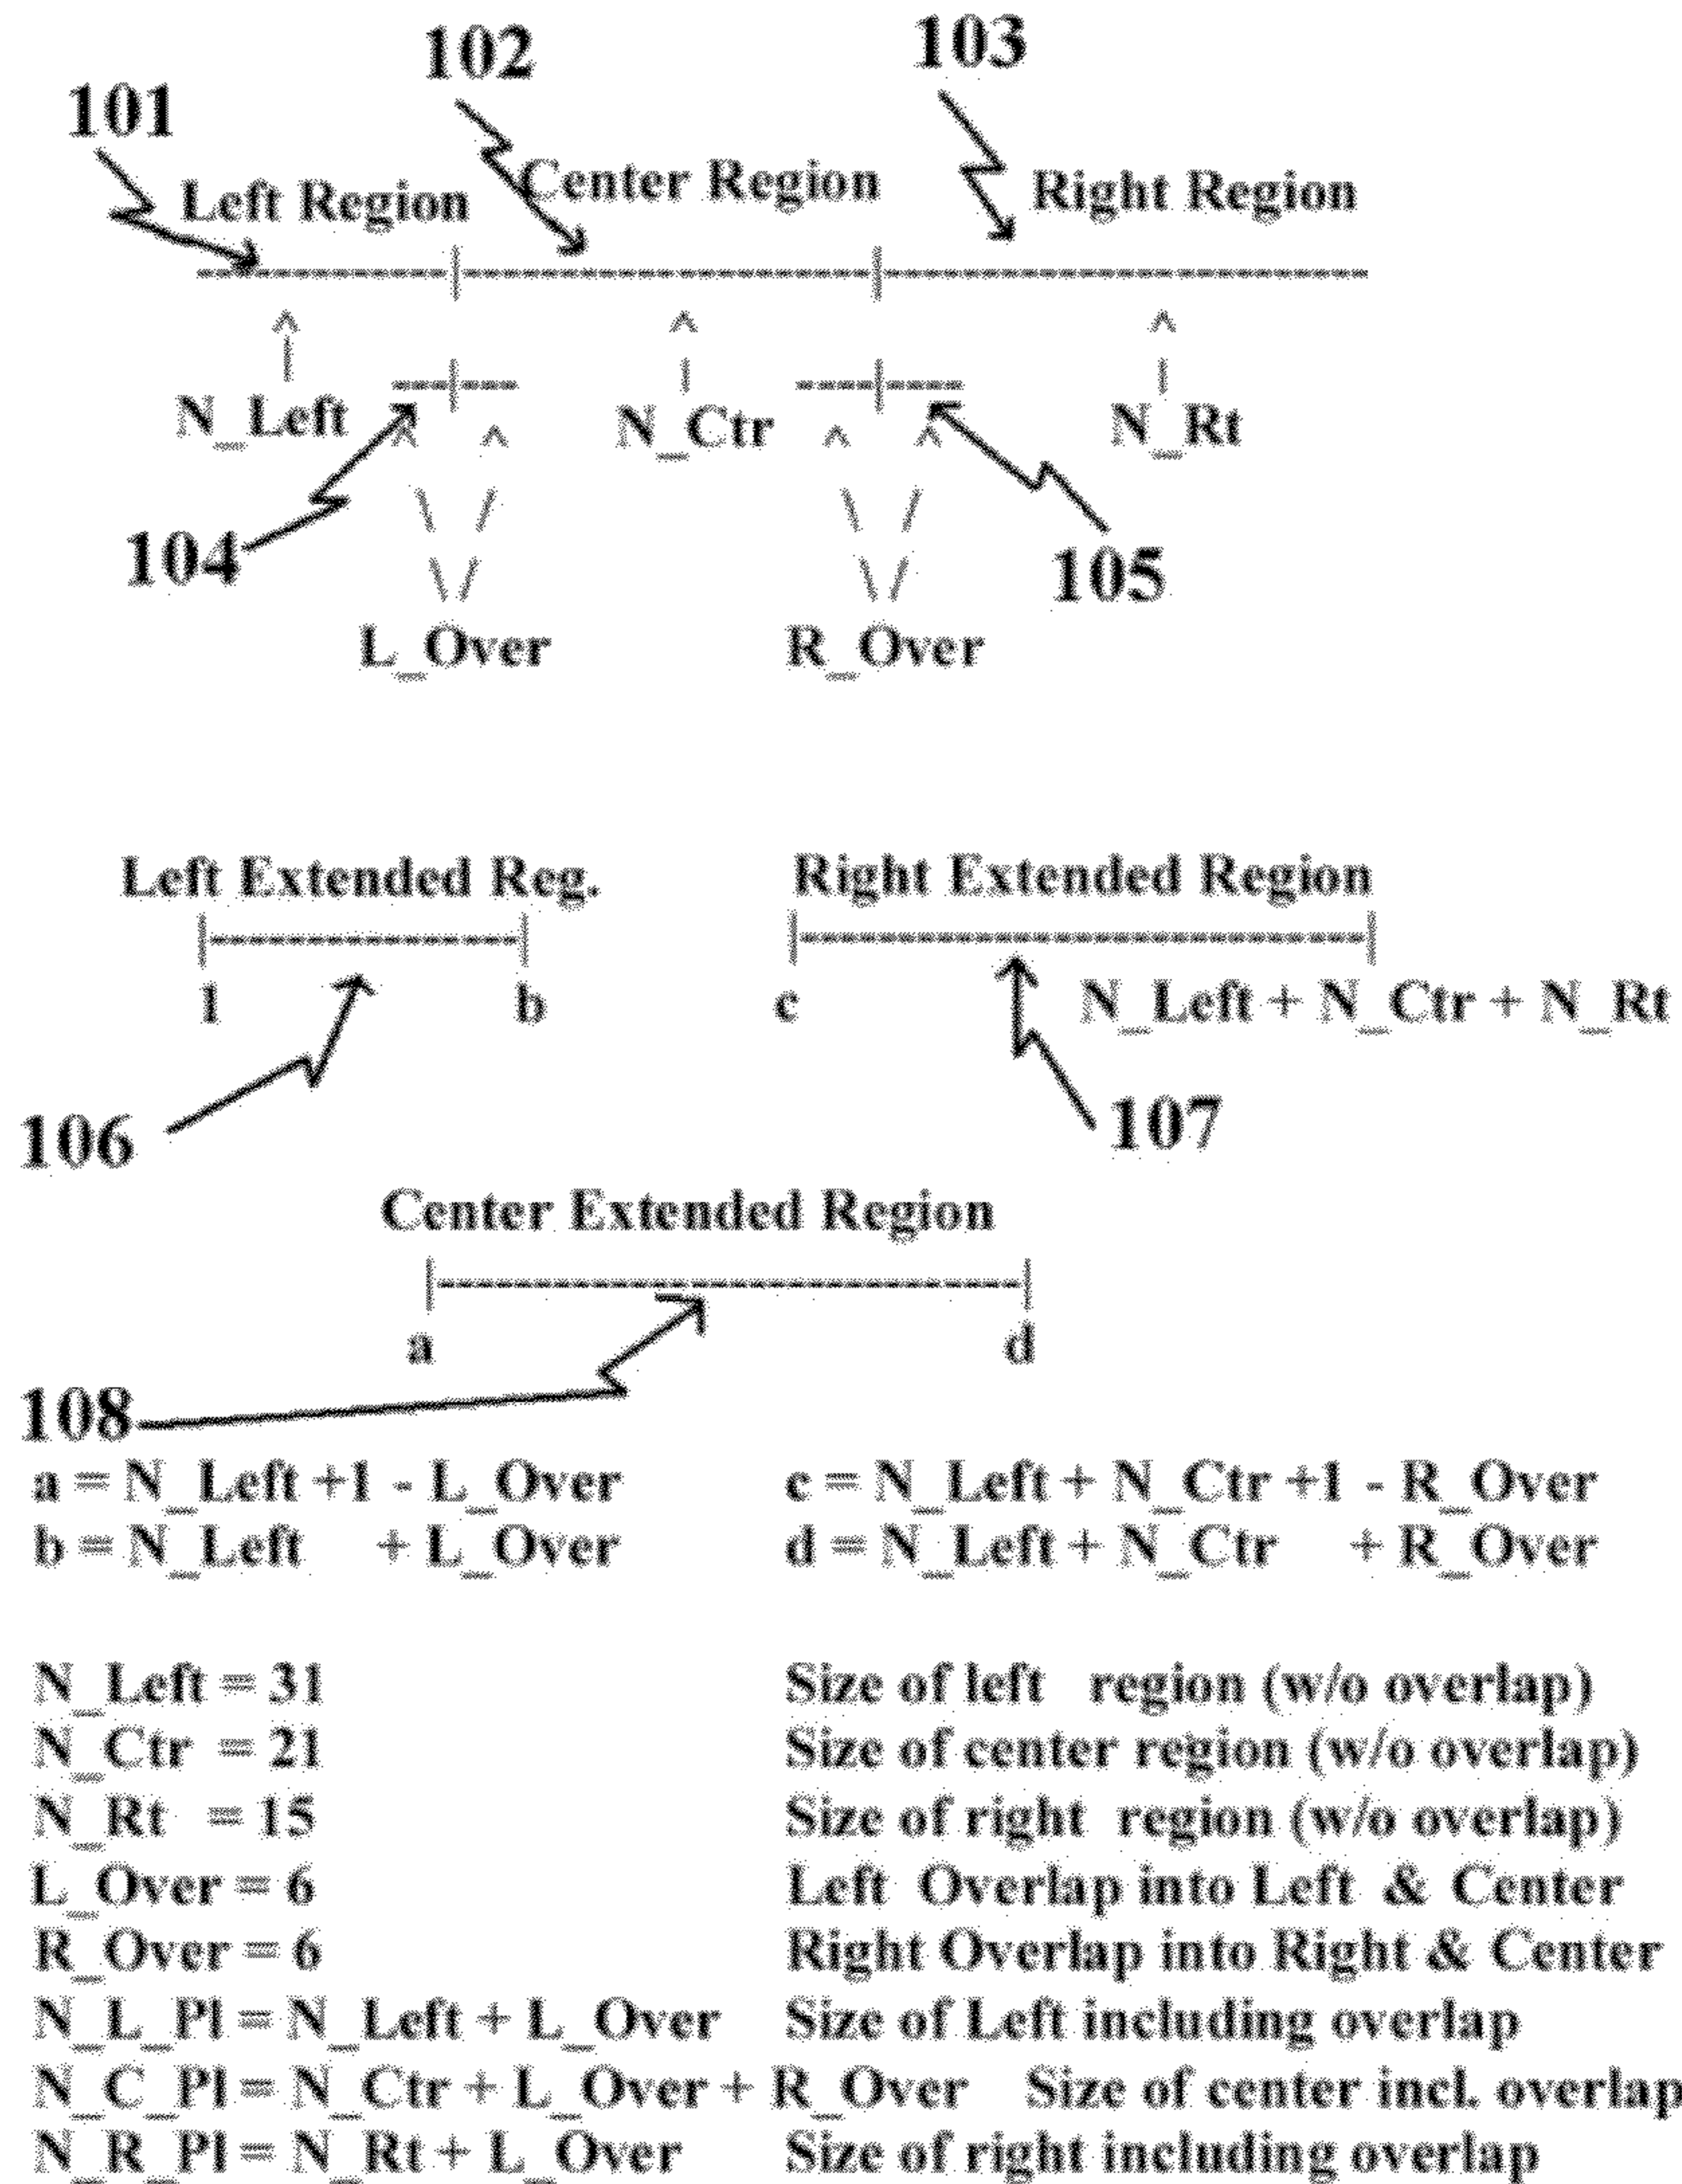 102
103
101
Left Region
Center Region
Right Region
N_Left
N_Ctr
N_Rt
104
105
L_Over
R_Over
Left Extended Reg.
Right Extended Region
1
b
c
N_Left + N_Ctr + N_Rt
106
107
Center Extended Region
a
d
108
a = N_Left +1 - L_Over
c = N_Left + N_Ctr +1 - R_Over
b = N_Left + L_Over
d = N_Left + N_Ctr + R_Over
N_Left = 31 Size of left region (w/o overlap)
N_Ctr = 21 Size of center region (w/o overlap)
N_Rt = 15 Size of right region (w/o overlap)
L_Over = 6 Left Overlap into Left & Center
R_Over = 6 Right Overlap into Right & Center
N_L_Pl = N_Left + L_Over Size of Left including overlap
N_C_Pl = N_Ctr + L_Over + R_Over Size of center incl. overlap
N_R_Pl = N_Rt + L_Over Size of right including overlap